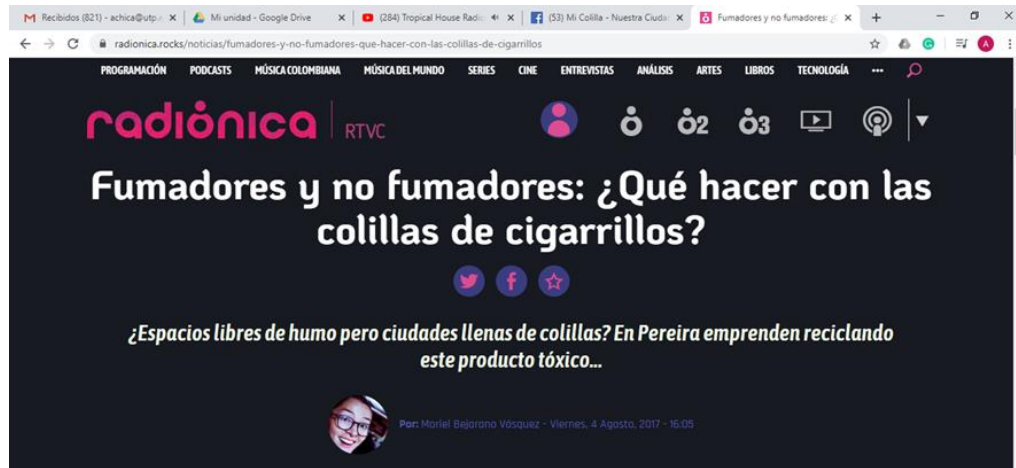 Recibidos (821) - achica@utp.
Mi unidad - Google Drive
(284) Tropical House Radio
(53) Mi Colilla - Nuestra Ciuda
Fumadores y no fumadores: ¿
radionica.rocks/noticias/fumadores-y-no-fumadores-que-hacer-con-las-colillas-de-cigarrillos
PROGRAMACIÓN PODCASTS MÚSICA COLOMBIANA MÚSICA DEL MUNDO SERIES CINE ENTREVISTAS ANÁLISIS ARTES LIBROS TECNOLOGÍA ...
radiónica RTVC
2 3
Fumadores y no fumadores: ¿Qué hacer con las
colillas de cigarrillos?
¿Espacios libres de humo pero ciudades llenas de colillas? En Pereira emprenden reciclando
este producto tóxico...
Por: Mariel Bejarano Vásquez - Viernes, 4 Agosto, 2017 - 16:05